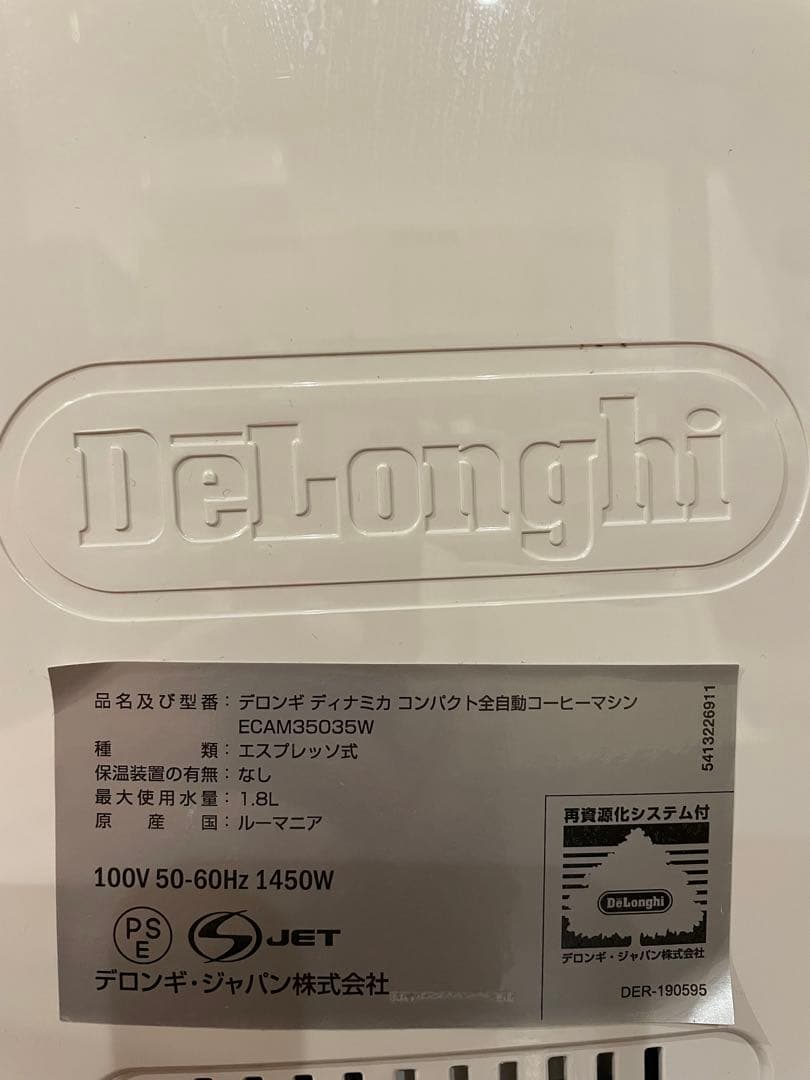 DeLonghi
品名及び型番：デロンギ ディナミカ コンパクト全自動コーヒーマシン
ECAM35035W
種類：エスプレッソ式
保温装置の有無：なし
最大使用水量：1.8L
原産国：ルーマニア
100V 50-60Hz 1450W
PS
E
JET
デロンギ・ジャパン株式会社
5413226911
再資源化システム付
DeLonghi
デロンギ・ジャパン株式会社
DER-190595